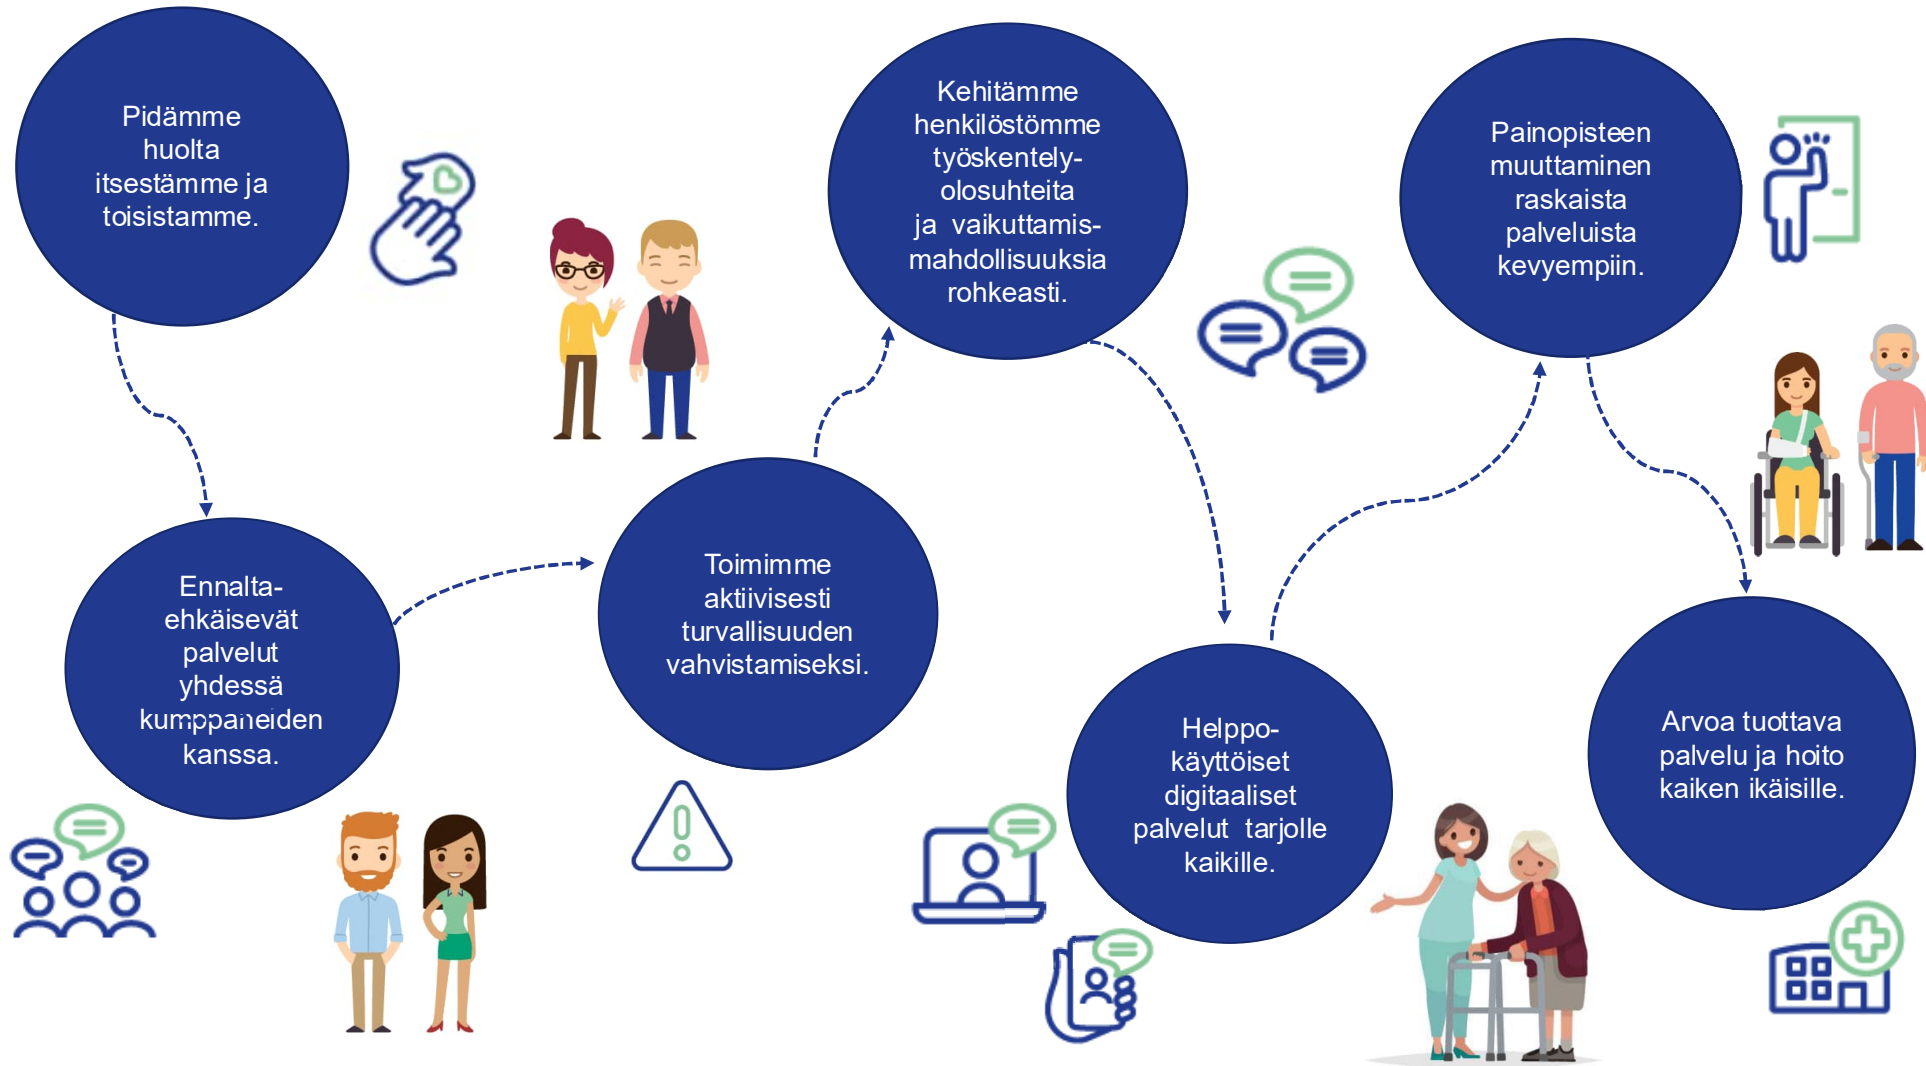 Pidämme
huolta
itsestämme ja
toisistamme.
Ennalta-
ehkäisevät
palvelut
yhdessä
kumppaneiden
kanssa.
Toimimme
aktiivisesti
turvallisuuden
vahvistamiseksi.
Kehitämme
henkilöstömme
työskentely-
olosuhteita
ja vaikuttamis-
mahdollisuuksia
rohkeasti.
Helppo-
käyttöiset
digitaaliset
palvelut tarjolle
kaikille.
Painopisteen
muuttaminen
raskaista
palveluista
kevyempiin.
Arvoa tuottava
palvelu ja hoito
kaiken ikäisille.